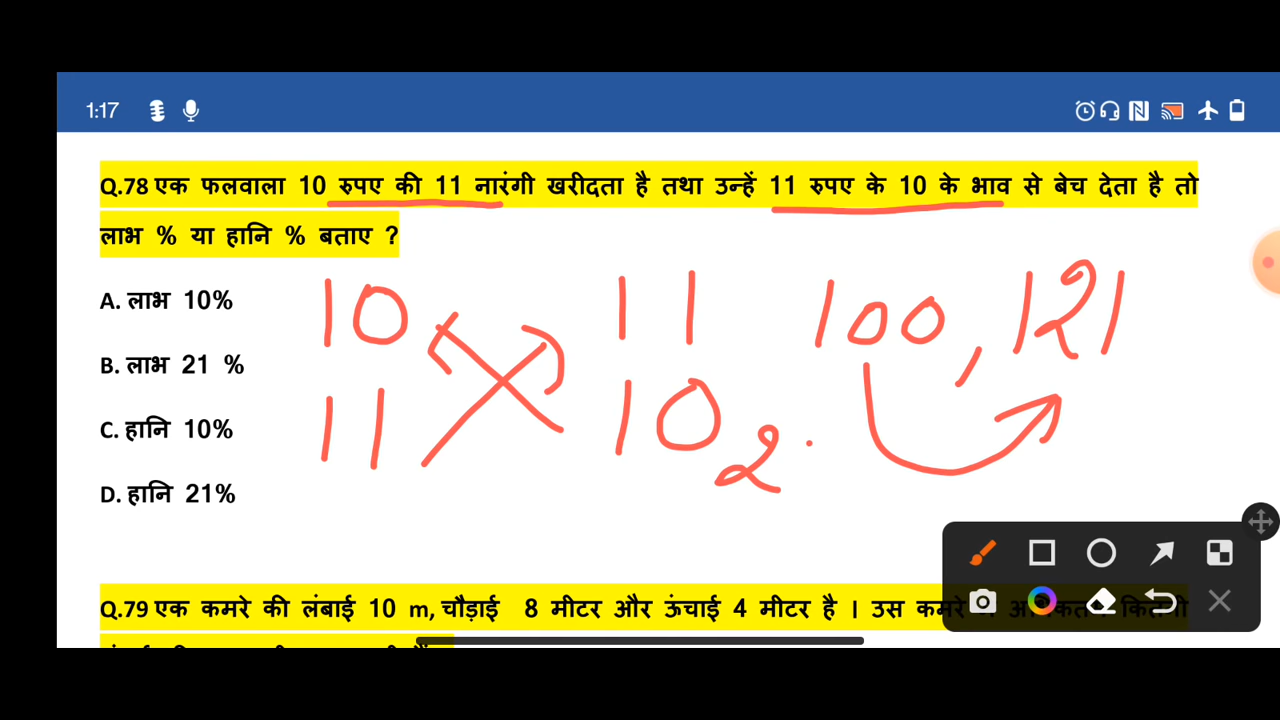 1:17
Q.78 एक फलवाला 10 रुपए की 11 नारंगी खरीदता है तथा उन्हें 11 रुपए के 10 के भाव से बेच देता है तो
लाभ % या हानि % बताए ?
A. लाभ 10%
10 11 100, 121
B. लाभ 21 %
C. हानि 10%
11 10 2
D. हानि 21%
Q.79 एक कमरे की लंबाई 10 m, चौड़ाई 8 मीटर और ऊंचाई 4 मीटर है । उस कमरे